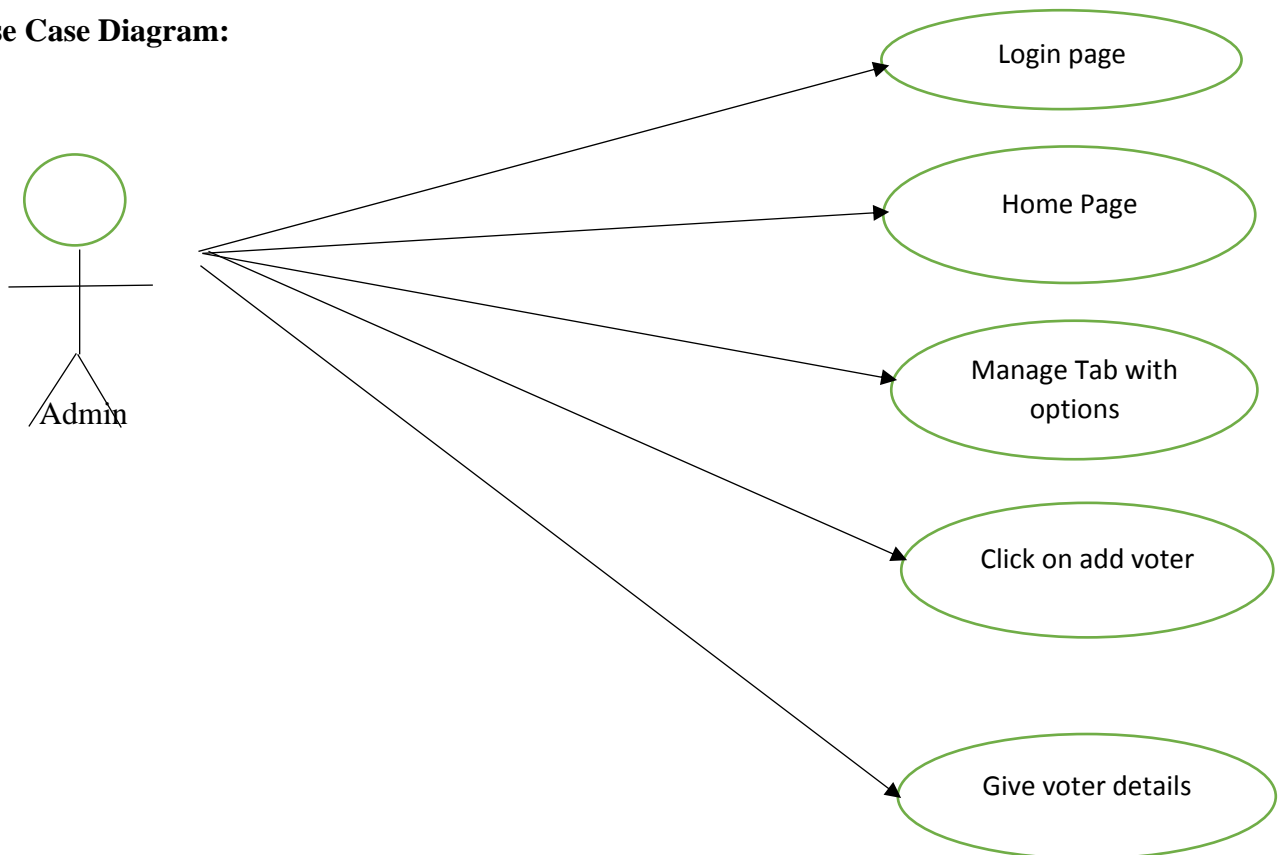 se Case Diagram:
Login page
Home Page
Manage Tab with
options
Admin
Click on add voter
Give voter details